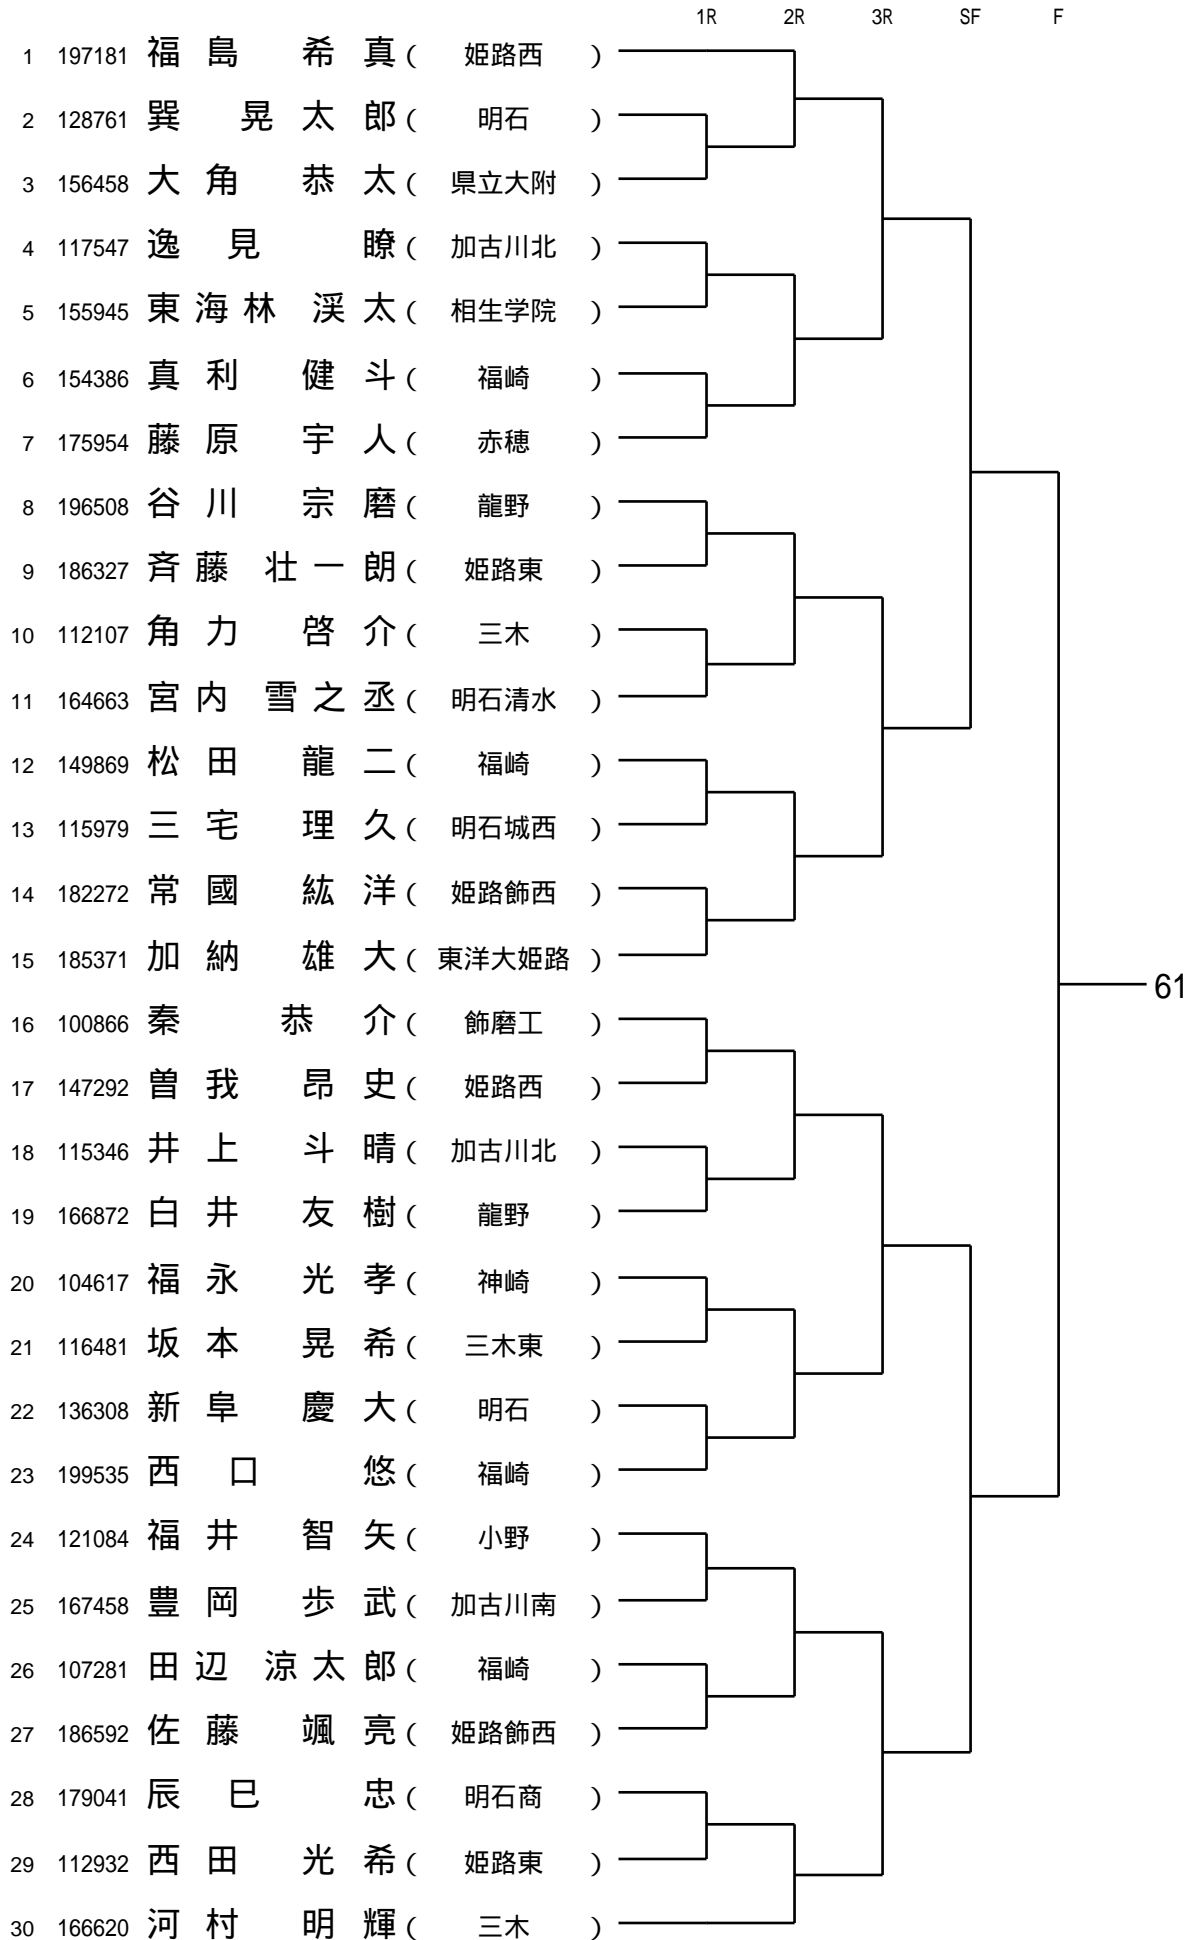 1R 2R 3R SF F
1 197181 福島 希真 ( 姫路西 )
2 128761 巽 晃太郎 ( 明石 )
3 156458 大角 恭太 ( 県立大附 )
4 117547 逸見 瞭 ( 加古川北 )
5 155945 東海林 渓太 ( 相生学院 )
6 154386 真利 健斗 ( 福崎 )
7 175954 藤原 宇人 ( 赤穂 )
8 196508 谷川 宗磨 ( 龍野 )
9 186327 斉藤 壮一朗 ( 姫路東 )
10 112107 角力 啓介 ( 三木 )
11 164663 宮内 雪之丞 ( 明石清水 )
12 149869 松田 龍二 ( 福崎 )
13 115979 三宅 理久 ( 明石城西 )
14 182272 常國 紘洋 ( 姫路飾西 )
15 185371 加納 雄大 ( 東洋大姫路 )
61
16 100866 秦 恭介 ( 飾磨工 )
17 147292 曽我 昂史 ( 姫路西 )
18 115346 井上 斗晴 ( 加古川北 )
19 166872 白井 友樹 ( 龍野 )
20 104617 福永 光孝 ( 神崎 )
21 116481 坂本 晃希 ( 三木東 )
22 136308 新阜 慶大 ( 明石 )
23 199535 西口 悠 ( 福崎 )
24 121084 福井 智矢 ( 小野 )
25 167458 豊岡 歩武 ( 加古川南 )
26 107281 田辺 涼太郎 ( 福崎 )
27 186592 佐藤 颯亮 ( 姫路飾西 )
28 179041 辰巳 忠 ( 明石商 )
29 112932 西田 光希 ( 姫路東 )
30 166620 河村 明輝 ( 三木 )